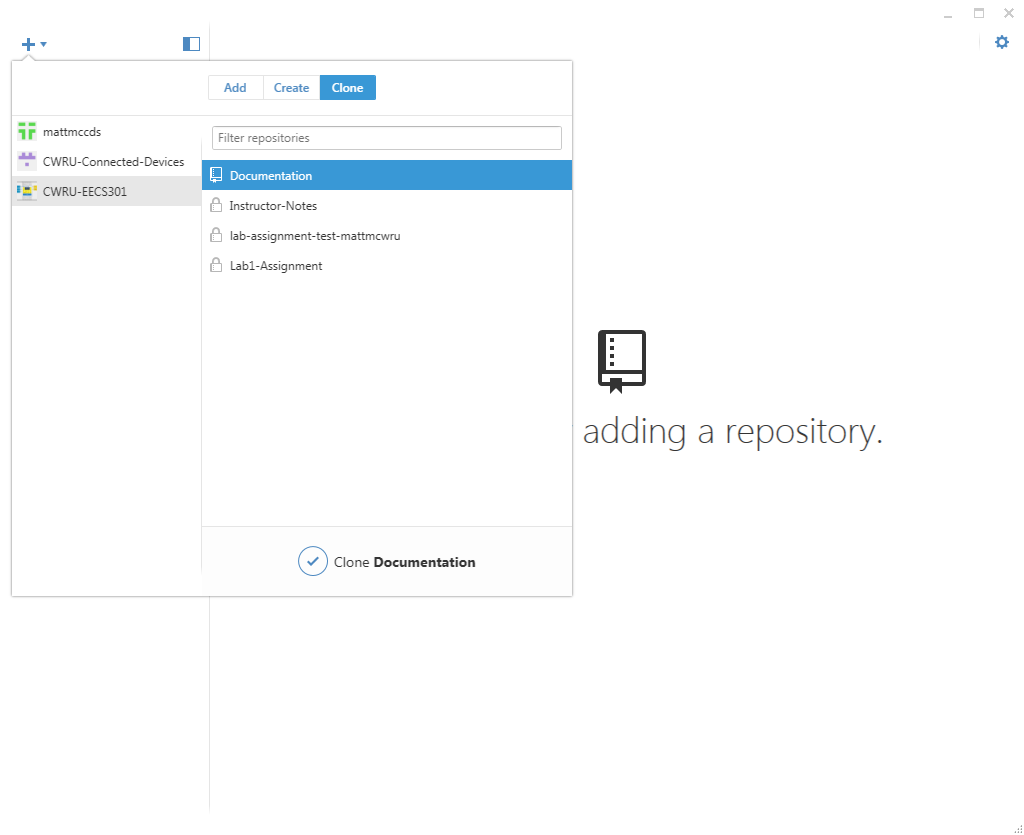 Add Create Clone
mattmccds
CWRU-Connected-Devices
CWRU-EECS301
Filter repositories
Documentation
Instructor-Notes
lab-assignment-test-mattmcwru
Lab1-Assignment
Clone Documentation
adding a repository.